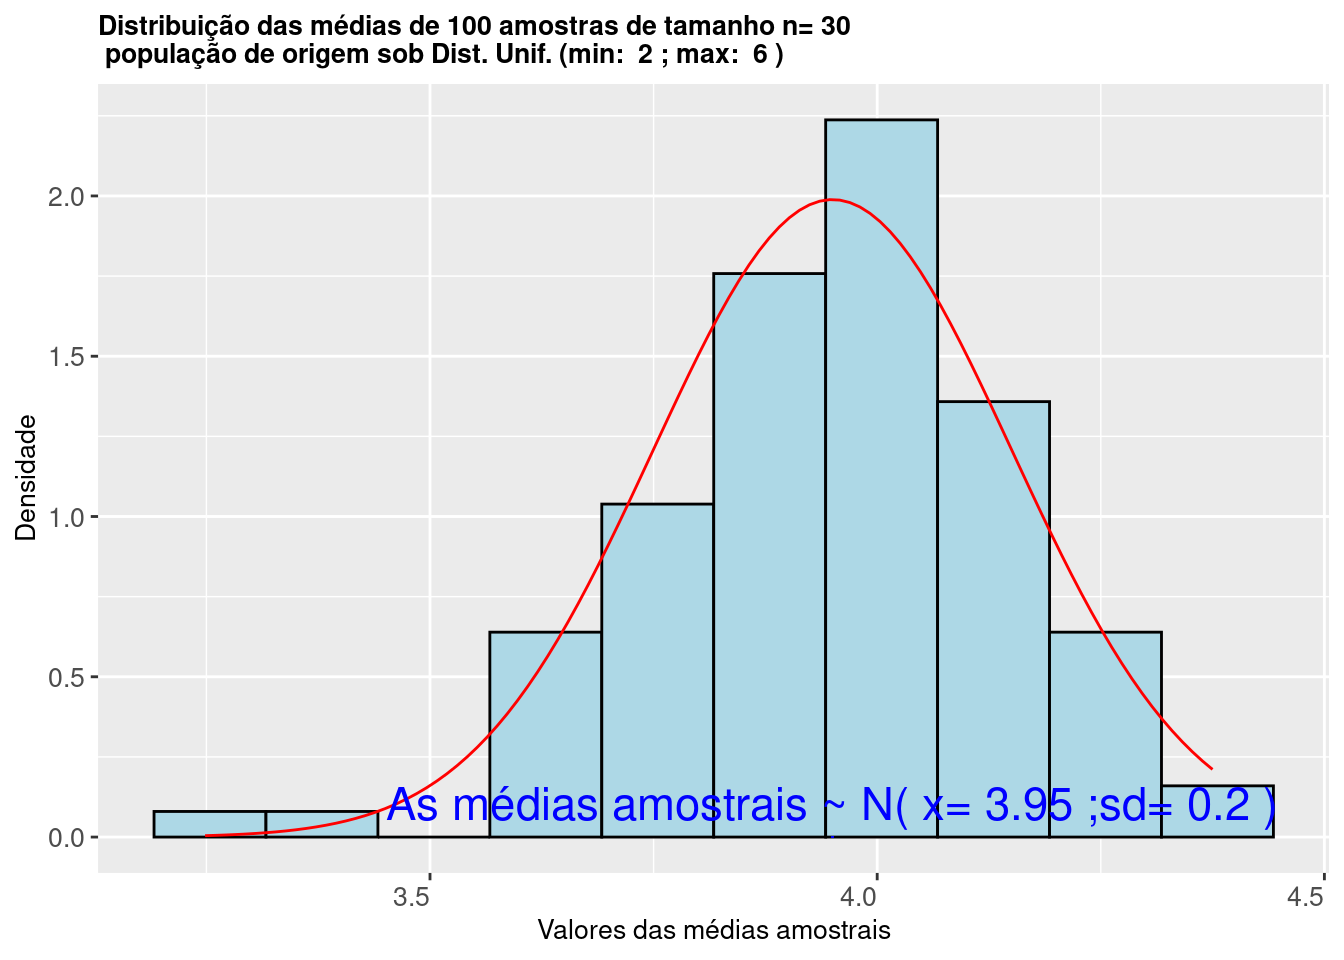 Distribuição das médias de 100 amostras de tamanho n= 30
população de origem sob Dist. Unif. (min:  2 ; max:  6 )
Densidade
2.0
1.5
1.0
0.5
0.0
As médias amostrais ~ N( x= 3.95 ;sd= 0.2 )
3.5
4.0
4.5
Valores das médias amostrais